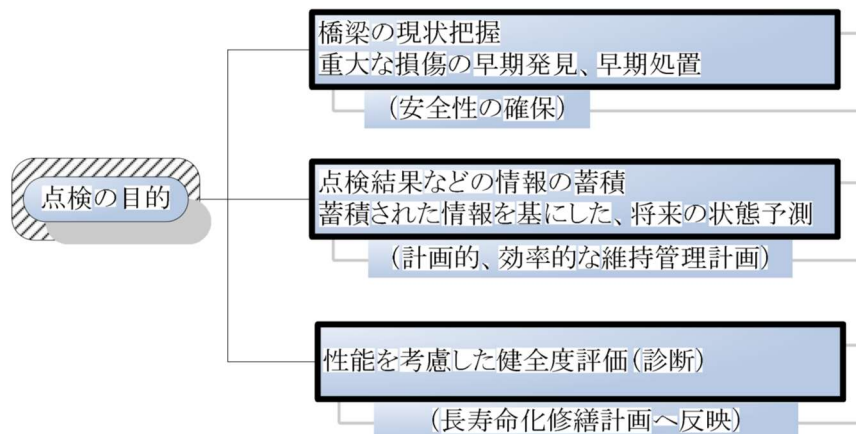 橋梁の現状把握
重大な損傷の早期発見、早期処置
(安全性の確保)
点検の目的
点検結果などの情報の蓄積
蓄積された情報を基にした、将来の状態予測
(計画的、効率的な維持管理計画)
性能を考慮した健全度評価(診断)
(長寿命化修繕計画へ反映)